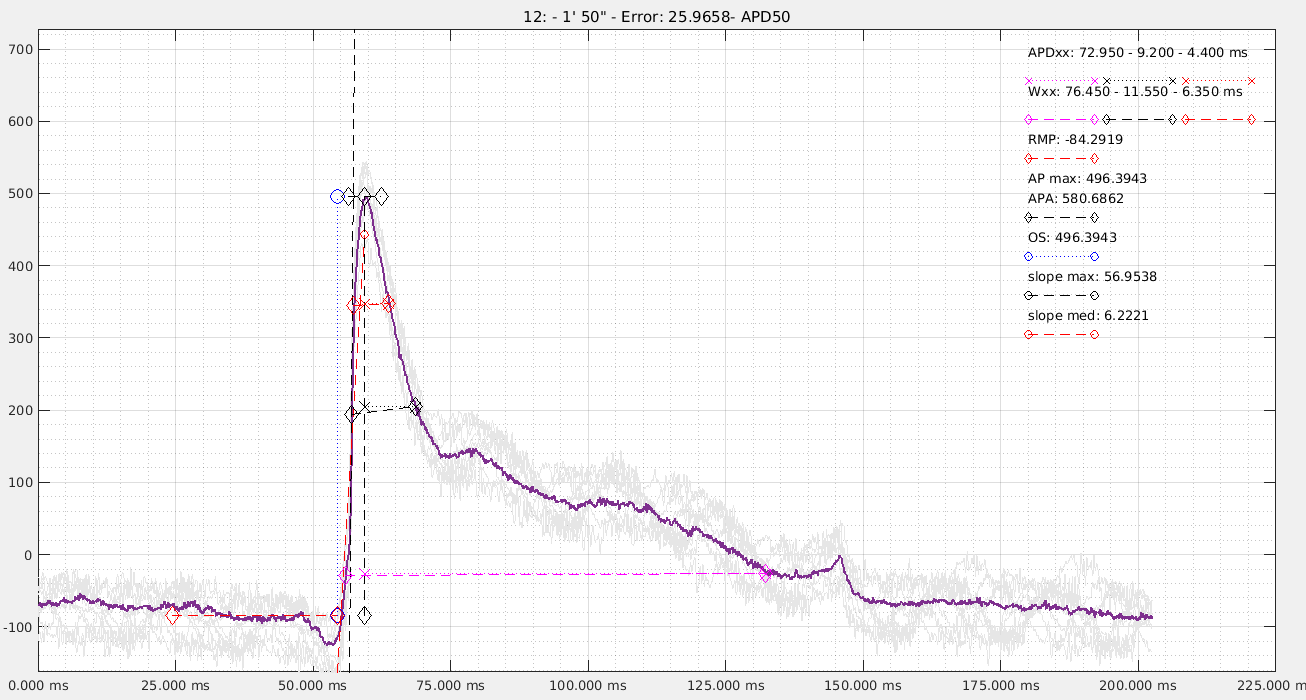 12: - 1' 50" - Error: 25.9658- APD50
700
600
500
400
300
200
100
0
-100
0.000 ms
25.000 ms
50.000 ms
75.000 ms
100.000 ms
125.000 ms
150.000 ms
175.000 ms
200.000 ms
225.000 m
APDxx: 72.950 - 9.200 - 4.400 ms
Wxx: 76.450 - 11.550 - 6.350 ms
RMP: -84.2919
AP max: 496.3943
APA: 580.6862
OS: 496.3943
slope max: 56.9538
slope med: 6.2221